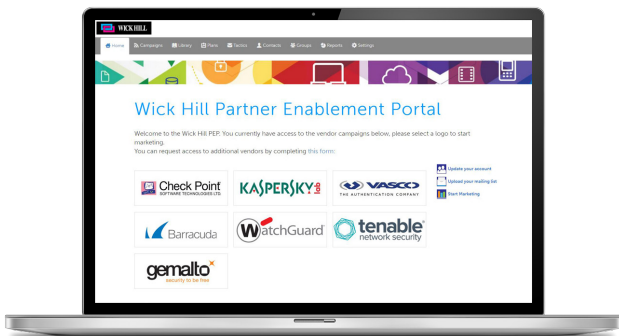 WICK HILL
Home Campaigns Library Plans Tactics Contacts Groups Reports Settings
Wick Hill Partner Enablement Portal
Welcome to the Wick Hill PEP. You currently have access to the vendor campaigns below, please select a logo to start
marketing.
You can request access to additional vendors by completing this form:
Update your account
Upload your mailing list
Start Marketing
Check Point
SOFTWARE TECHNOLOGIES LTD.
KASPERSKY lab
VASCO
THE AUTHENTICATION COMPANY
Barracuda
WatchGuard
tenable
network security
gemalto
security to be free